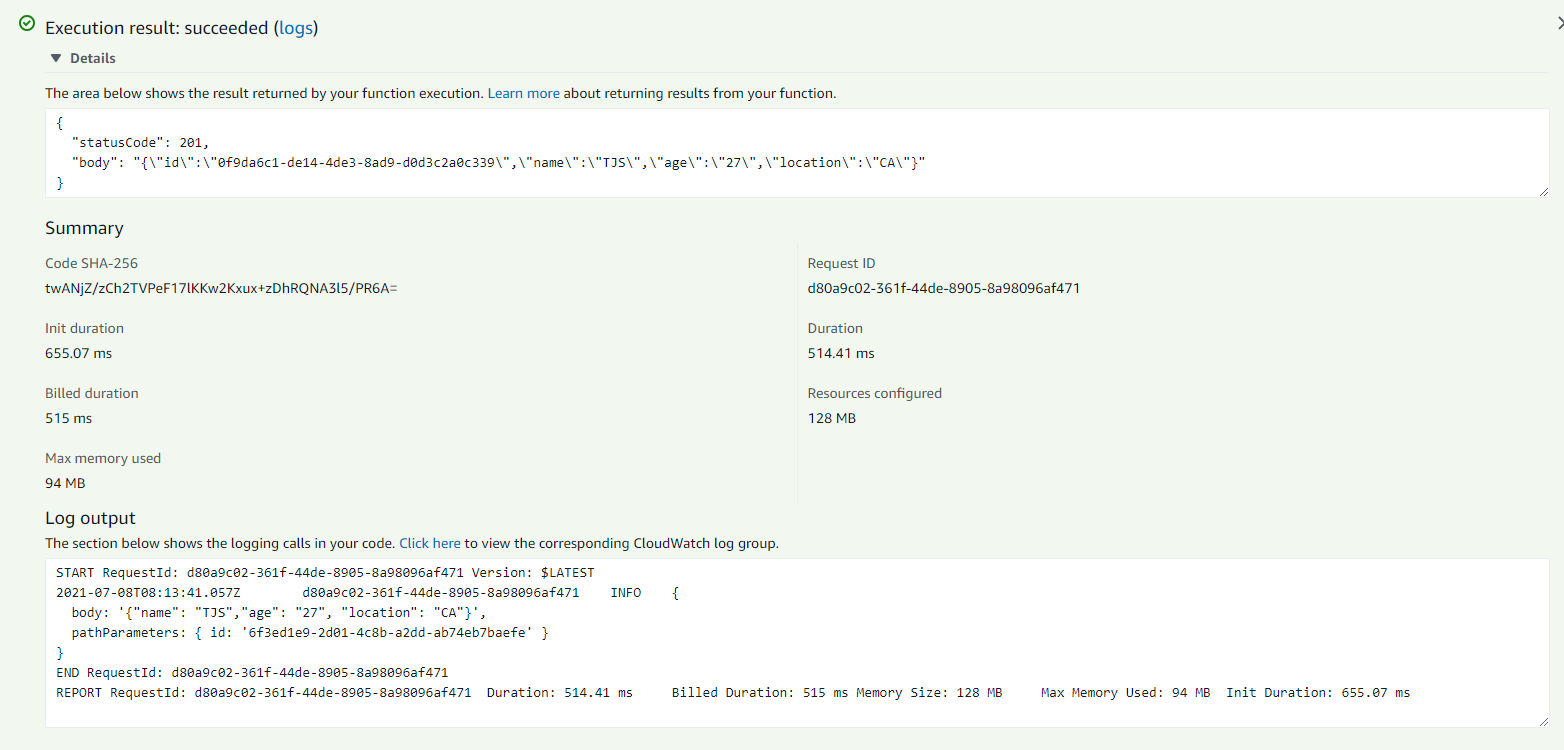 Execution result: succeeded (logs)
Details
The area below shows the result returned by your function execution. Learn more about returning results from your function.
{
  "statusCode": 201,
  "body": "{\"id\":\"0f9da6c1-de14-4de3-8ad9-d0d3c2a0c339\",\"name\":\"TJS\",\"age\":\"27\",\"location\":\"CA\"}"
}
Summary
Code SHA-256
twANjZ/zCh2TVPeF17lKKw2Kxux+zDhRQNA3l5/PR6A=
Request ID
d80a9c02-361f-44de-8905-8a98096af471
Init duration
655.07 ms
Duration
514.41 ms
Billed duration
515 ms
Resources configured
128 MB
Max memory used
94 MB
Log output
The section below shows the logging calls in your code. Click here to view the corresponding CloudWatch log group.
START RequestId: d80a9c02-361f-44de-8905-8a98096af471 Version: $LATEST
2021-07-08T08:13:41.057Z	d80a9c02-361f-44de-8905-8a98096af471	INFO	{
  body: '{"name": "TJS","age": "27", "location": "CA"}',
  pathParameters: { id: '6f3ed1e9-2d01-4c8b-a2dd-ab74eb7baefe' }
}
END RequestId: d80a9c02-361f-44de-8905-8a98096af471
REPORT RequestId: d80a9c02-361f-44de-8905-8a98096af471	Duration: 514.41 ms	Billed Duration: 515 ms	Memory Size: 128 MB	Max Memory Used: 94 MB	Init Duration: 655.07 ms